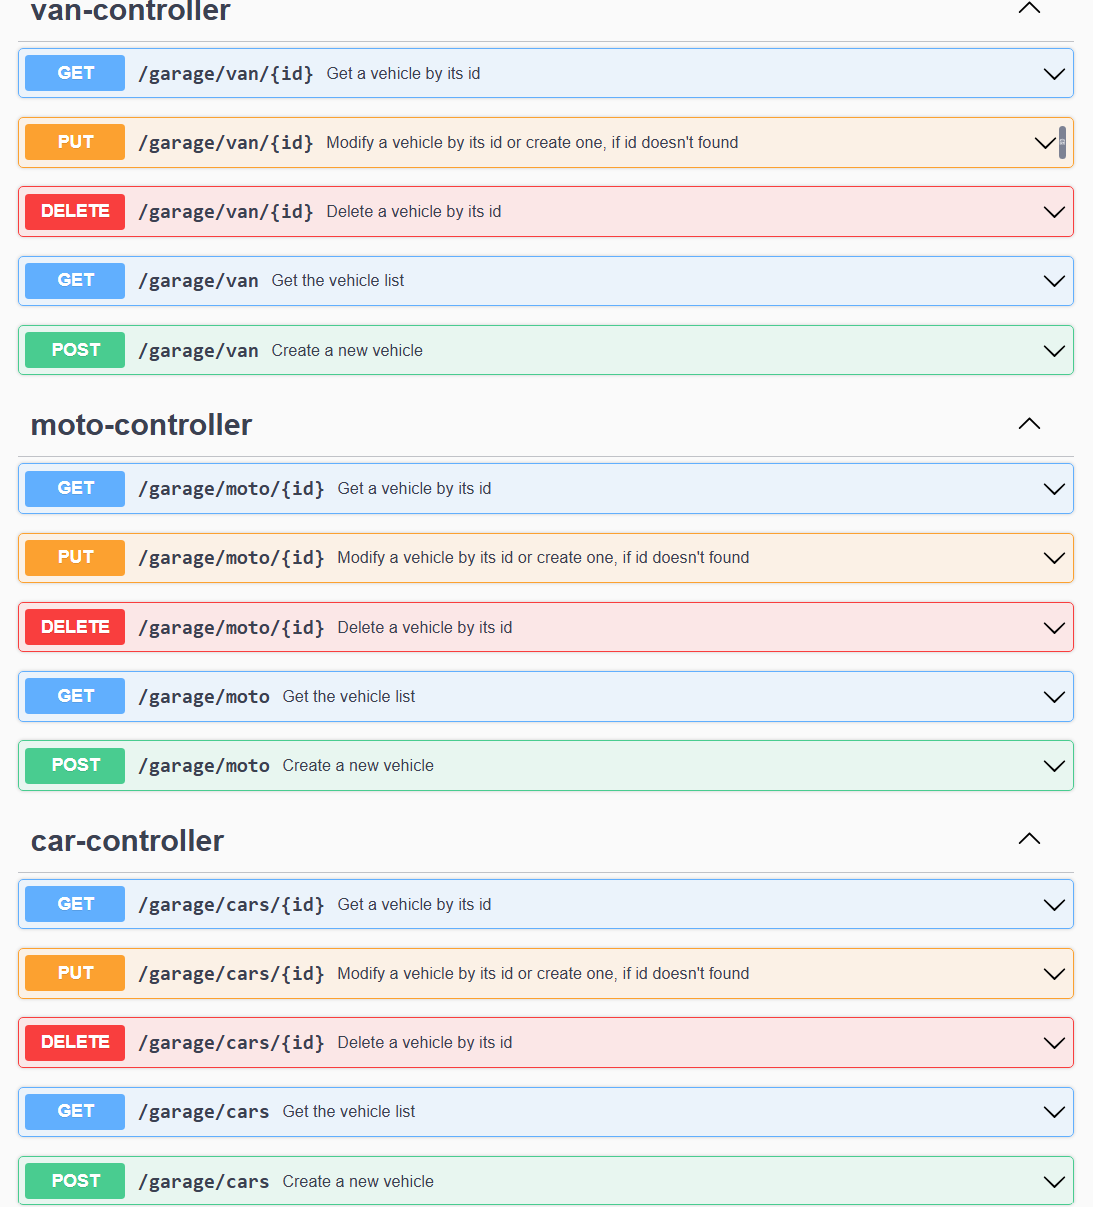 van-controller
GET /garage/van/{id} Get a vehicle by its id
PUT /garage/van/{id} Modify a vehicle by its id or create one, if id doesn't found
DELETE /garage/van/{id} Delete a vehicle by its id
GET /garage/van Get the vehicle list
POST /garage/van Create a new vehicle
moto-controller
GET /garage/moto/{id} Get a vehicle by its id
PUT /garage/moto/{id} Modify a vehicle by its id or create one, if id doesn't found
DELETE /garage/moto/{id} Delete a vehicle by its id
GET /garage/moto Get the vehicle list
POST /garage/moto Create a new vehicle
car-controller
GET /garage/cars/{id} Get a vehicle by its id
PUT /garage/cars/{id} Modify a vehicle by its id or create one, if id doesn't found
DELETE /garage/cars/{id} Delete a vehicle by its id
GET /garage/cars Get the vehicle list
POST /garage/cars Create a new vehicle